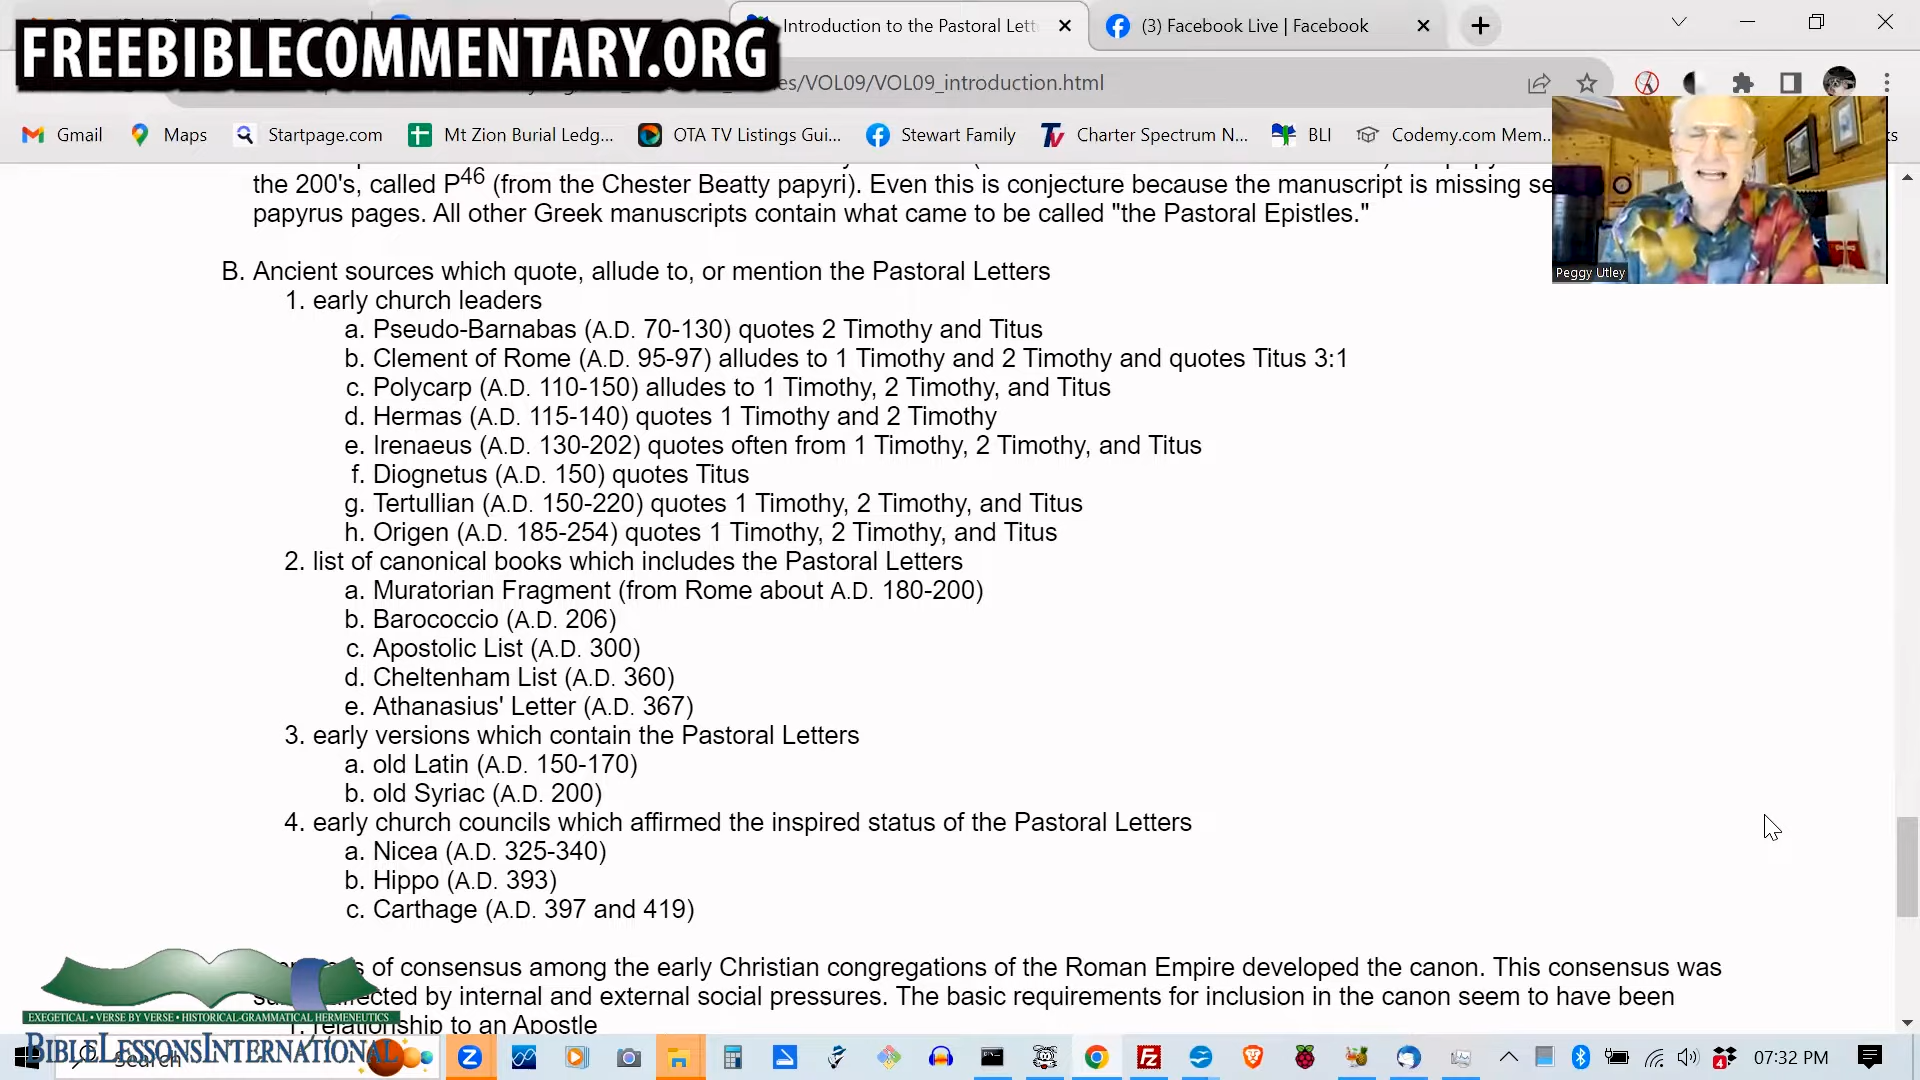 FREEBIBLECOMMENTARY.ORG
Introduction to the Pastoral Lett
(3) Facebook Live | Facebook
es/VOL09/VOL09_introduction.html
Gmail
Maps
Startpage.com
Mt Zion Burial Ledg...
OTA TV Listings Gui...
Stewart Family
Charter Spectrum N...
BLI
Codemy.com Mem...
the 200's, called P46 (from the Chester Beatty papyri). Even this is conjecture because the manuscript is missing
papyrus pages. All other Greek manuscripts contain what came to be called "the Pastoral Epistles."
Peggy Utley
B. Ancient sources which quote, allude to, or mention the Pastoral Letters
1. early church leaders
a. Pseudo-Barnabas (A.D. 70-130) quotes 2 Timothy and Titus
b. Clement of Rome (A.D. 95-97) alludes to 1 Timothy and 2 Timothy and quotes Titus 3:1
c. Polycarp (A.D. 110-150) alludes to 1 Timothy, 2 Timothy, and Titus
d. Hermas (A.D. 115-140) quotes 1 Timothy and 2 Timothy
e. Irenaeus (A.D. 130-202) quotes often from 1 Timothy, 2 Timothy, and Titus
f. Diognetus (A.D. 150) quotes Titus
g. Tertullian (A.D. 150-220) quotes 1 Timothy, 2 Timothy, and Titus
h. Origen (A.D. 185-254) quotes 1 Timothy, 2 Timothy, and Titus
2. list of canonical books which includes the Pastoral Letters
a. Muratorian Fragment (from Rome about A.D. 180-200)
b. Barococcio (A.D. 206)
c. Apostolic List (A.D. 300)
d. Cheltenham List (A.D. 360)
e. Athanasius' Letter (A.D. 367)
3. early versions which contain the Pastoral Letters
a. old Latin (A.D. 150-170)
b. old Syriac (A.D. 200)
4. early church councils which affirmed the inspired status of the Pastoral Letters
a. Nicea (A.D. 325-340)
b. Hippo (A.D. 393)
c. Carthage (A.D. 397 and 419)
of consensus among the early Christian congregations of the Roman Empire developed the canon. This consensus was
by internal and external social pressures. The basic requirements for inclusion in the canon seem to have been
1. relationship to an Apostle
EXEGETICAL • VERSE BY VERSE • HISTORICAL-GRAMMATICAL HERMENEUTICS
BIBLELESSONSINTERNATIONAL
Search
07:32 PM